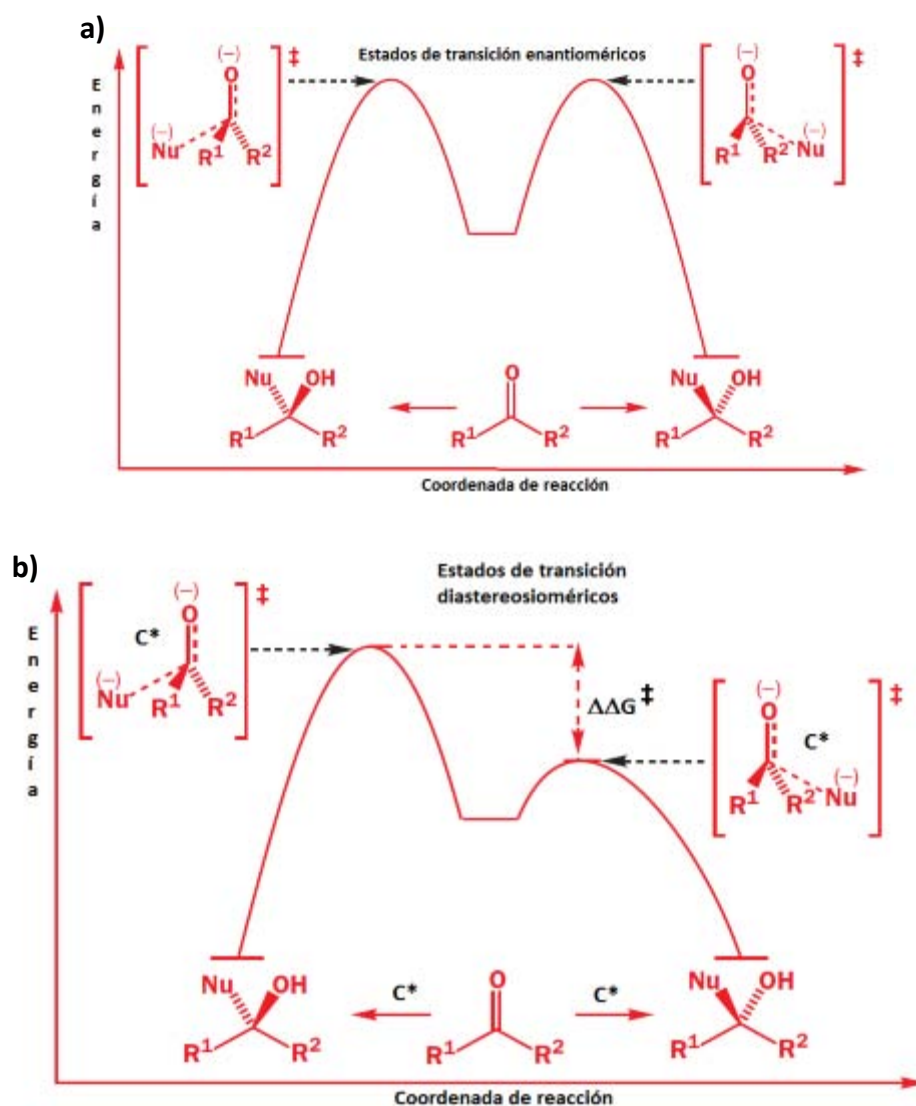 a)
Estados de transición enantioméricos
Energía
(−)
O
‡
(−)
Nu
R¹
R²
(−)
O
‡
(−)
R¹
R²
Nu
Nu
OH
R¹
R²
O
R¹
R²
Nu
OH
R¹
R²
Coordenada de reacción
b)
Estados de transición
diastereosioméricos
Energía
(−)
O
‡
C*
(−)
Nu
R¹
R²
ΔΔG‡
(−)
O
‡
C*
(−)
R¹
R²
Nu
Nu
OH
R¹
R²
C*
O
R¹
R²
C*
Nu
OH
R¹
R²
Coordenada de reacción